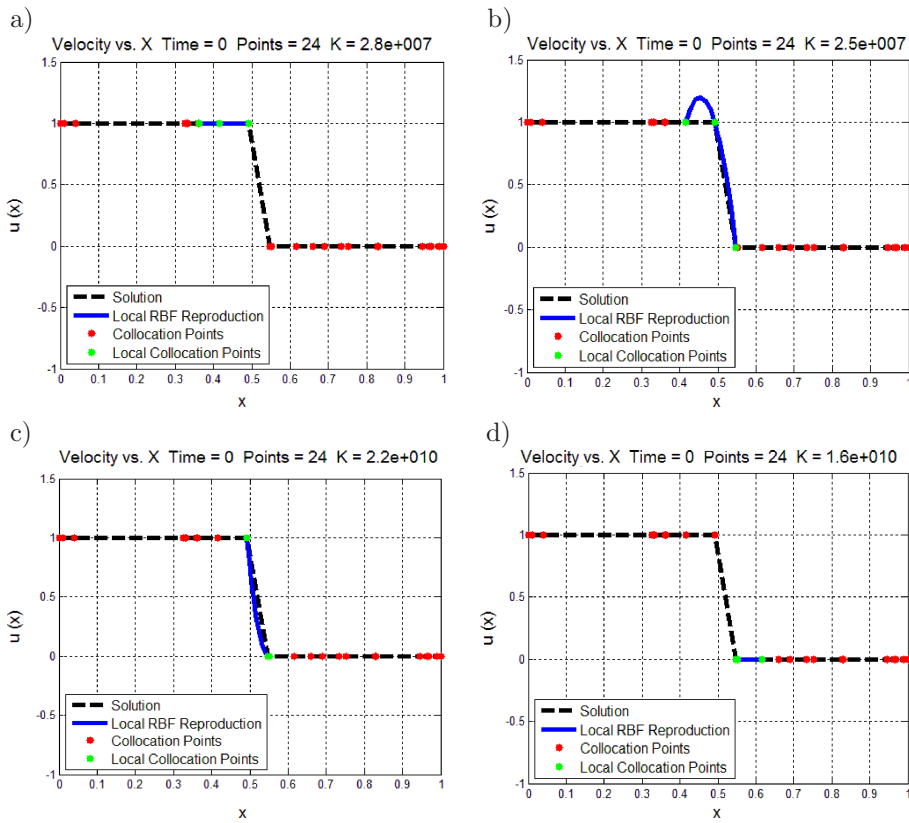 a)
Velocity vs. X Time = 0 Points = 24 K = 2.8e+007
1.5
1
0.5
0
-0.5
-1
u (x)
Solution
Local RBF Reproduction
Collocation Points
Local Collocation Points
0 0.1 0.2 0.3 0.4 0.5 0.6 0.7 0.8 0.9 1
x
b)
Velocity vs. X Time = 0 Points = 24 K = 2.5e+007
1.5
1
0.5
0
-0.5
-1
u (x)
Solution
Local RBF Reproduction
Collocation Points
Local Collocation Points
0 0.1 0.2 0.3 0.4 0.5 0.6 0.7 0.8 0.9 1
x
c)
Velocity vs. X Time = 0 Points = 24 K = 2.2e+010
1.5
1
0.5
0
-0.5
-1
u (x)
Solution
Local RBF Reproduction
Collocation Points
Local Collocation Points
0 0.1 0.2 0.3 0.4 0.5 0.6 0.7 0.8 0.9 1
x
d)
Velocity vs. X Time = 0 Points = 24 K = 1.6e+010
1.5
1
0.5
0
-0.5
-1
u (x)
Solution
Local RBF Reproduction
Collocation Points
Local Collocation Points
0 0.1 0.2 0.3 0.4 0.5 0.6 0.7 0.8 0.9 1
x